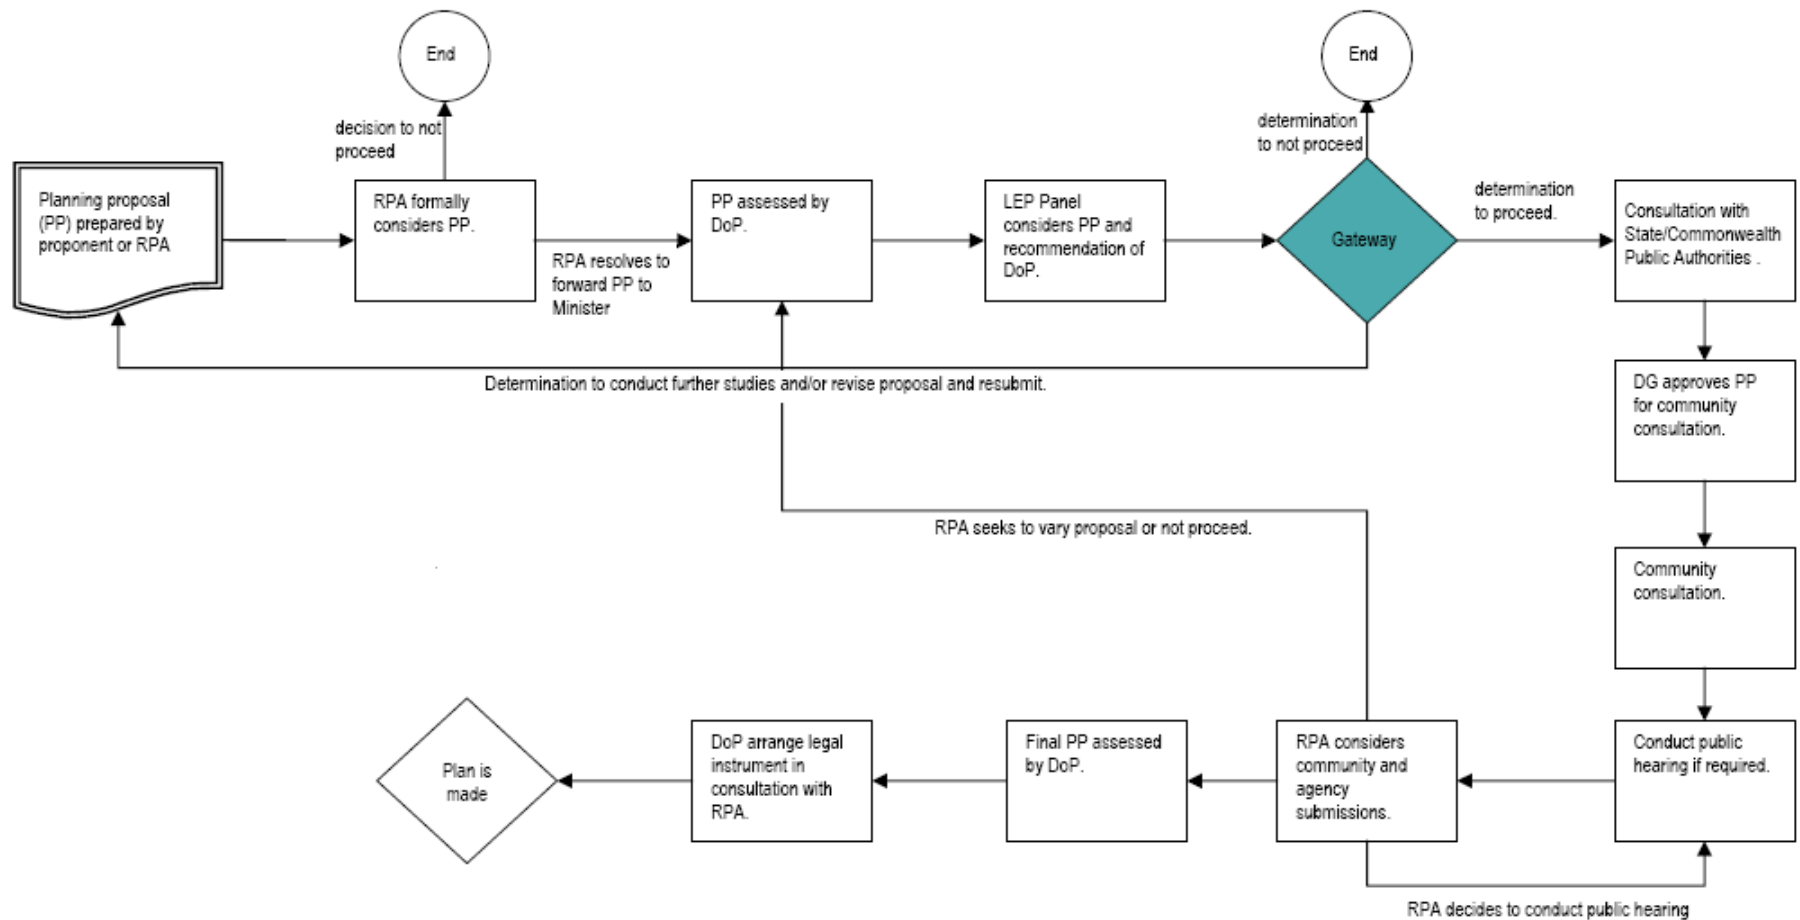 End
End
decision to not
proceed
determination
to not proceed
Planning proposal
(PP) prepared by
proponent or RPA
RPA formally
considers PP.
RPA resolves to
forward PP to
Minister
PP assessed by
DoP.
LEP Panel
considers PP and
recommendation of
DoP.
Gateway
determination
to proceed.
Consultation with
State/Commonwealth
Public Authorities .
Determination to conduct further studies and/or revise proposal and resubmit.
DG approves PP
for community
consultation.
RPA seeks to vary proposal or not proceed.
Community
consultation.
Plan is
made
DoP arrange legal
instrument in
consultation with
RPA.
Final PP assessed
by DoP.
RPA considers
community and
agency
submissions.
Conduct public
hearing if required.
RPA decides to conduct public hearing